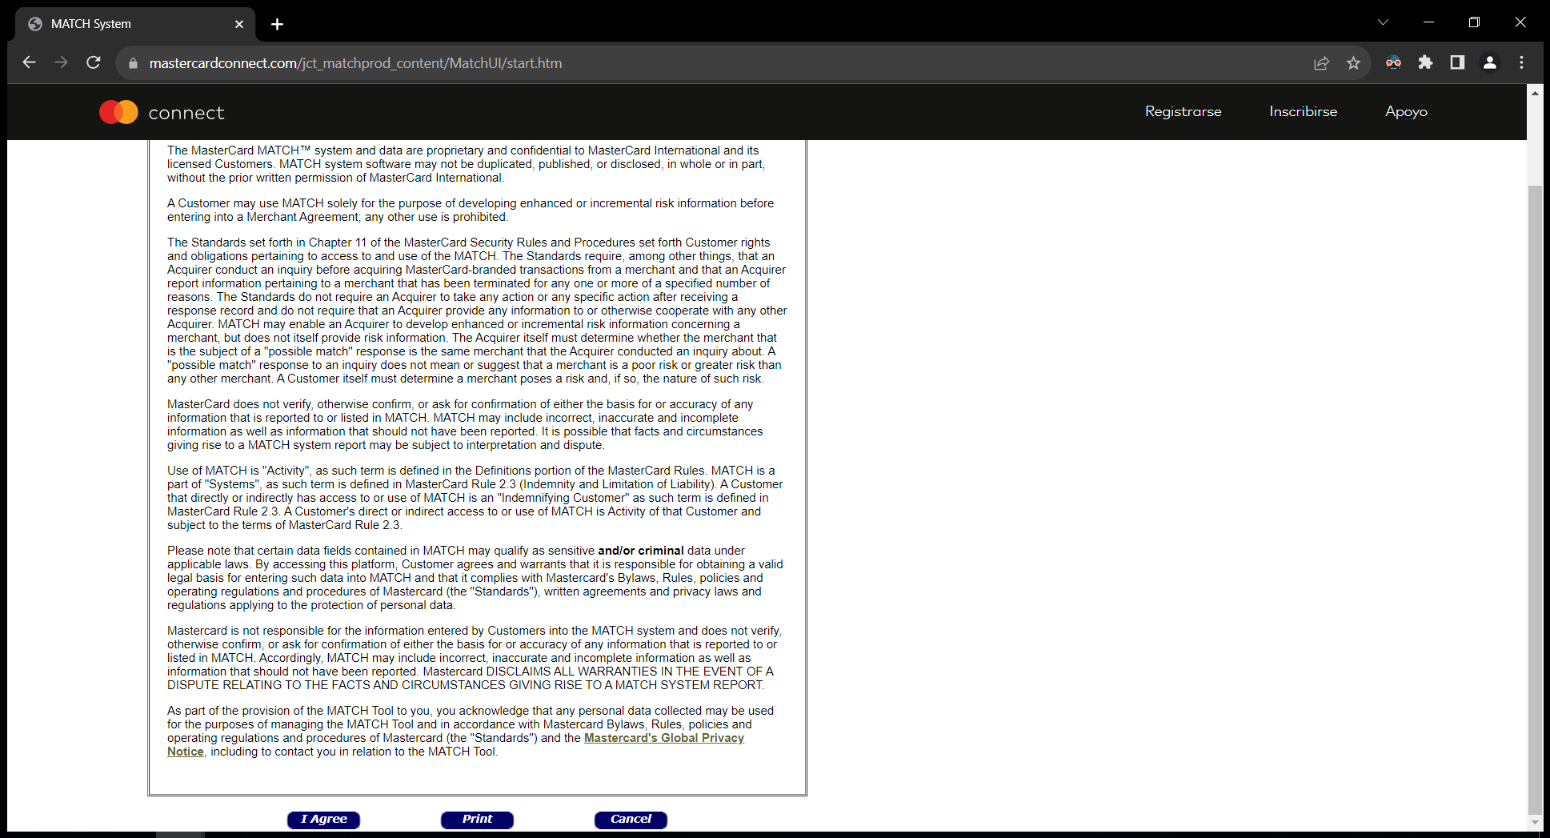 MATCH System
mastercardconnect.com/jct_matchprod_content/MatchUI/start.htm
connect
Registrarse
Inscribirse
Apoyo
The MasterCard MATCH™ system and data are proprietary and confidential to MasterCard International and its
licensed Customers. MATCH system software may not be duplicated, published, or disclosed, in whole or in part,
without the prior written permission of MasterCard International.
A Customer may use MATCH solely for the purpose of developing enhanced or incremental risk information before
entering into a Merchant Agreement; any other use is prohibited.
The Standards set forth in Chapter 11 of the MasterCard Security Rules and Procedures set forth Customer rights
and obligations pertaining to access to and use of the MATCH. The Standards require, among other things, that an
Acquirer conduct an inquiry before acquiring MasterCard-branded transactions from a merchant and that an Acquirer
report information pertaining to a merchant that has been terminated for any one or more of a specified number of
reasons. The Standards do not require an Acquirer to take any action or any specific action after receiving a
response record and do not require that an Acquirer provide any information to or otherwise cooperate with any other
Acquirer. MATCH may enable an Acquirer to develop enhanced or incremental risk information concerning a
merchant, but does not itself provide risk information. The Acquirer itself must determine whether the merchant that
is the subject of a "possible match" response is the same merchant that the Acquirer conducted an inquiry about. A
"possible match" response to an inquiry does not mean or suggest that a merchant is a poor risk or greater risk than
any other merchant. A Customer itself must determine a merchant poses a risk and, if so, the nature of such risk.
MasterCard does not verify, otherwise confirm, or ask for confirmation of either the basis for or accuracy of any
information that is reported to or listed in MATCH. MATCH may include incorrect, inaccurate and incomplete
information as well as information that should not have been reported. It is possible that facts and circumstances
giving rise to a MATCH system report may be subject to interpretation and dispute.
Use of MATCH is "Activity", as such term is defined in the Definitions portion of the MasterCard Rules. MATCH is a
part of "Systems", as such term is defined in MasterCard Rule 2.3 (Indemnity and Limitation of Liability). A Customer
that directly or indirectly has access to or use of MATCH is an "Indemnifying Customer" as such term is defined in
MasterCard Rule 2.3. A Customer's direct or indirect access to or use of MATCH is Activity of that Customer and
subject to the terms of MasterCard Rule 2.3.
Please note that certain data fields contained in MATCH may qualify as sensitive and/or criminal data under
applicable laws. By accessing this platform, Customer agrees and warrants that it is responsible for obtaining a valid
legal basis for entering such data into MATCH and that it complies with Mastercard's Bylaws, Rules, policies and
operating regulations and procedures of Mastercard (the "Standards"), written agreements and privacy laws and
regulations applying to the protection of personal data.
Mastercard is not responsible for the information entered by Customers into the MATCH system and does not verify,
otherwise confirm, or ask for confirmation of either the basis for or accuracy of any information that is reported to or
listed in MATCH. Accordingly, MATCH may include incorrect, inaccurate and incomplete information as well as
information that should not have been reported. Mastercard DISCLAIMS ALL WARRANTIES IN THE EVENT OF A
DISPUTE RELATING TO THE FACTS AND CIRCUMSTANCES GIVING RISE TO A MATCH SYSTEM REPORT.
As part of the provision of the MATCH Tool to you, you acknowledge that any personal data collected may be used
for the purposes of managing the MATCH Tool and in accordance with Mastercard Bylaws, Rules, policies and
operating regulations and procedures of Mastercard (the "Standards") and the Mastercard's Global Privacy
Notice, including to contact you in relation to the MATCH Tool.
I Agree
Print
Cancel